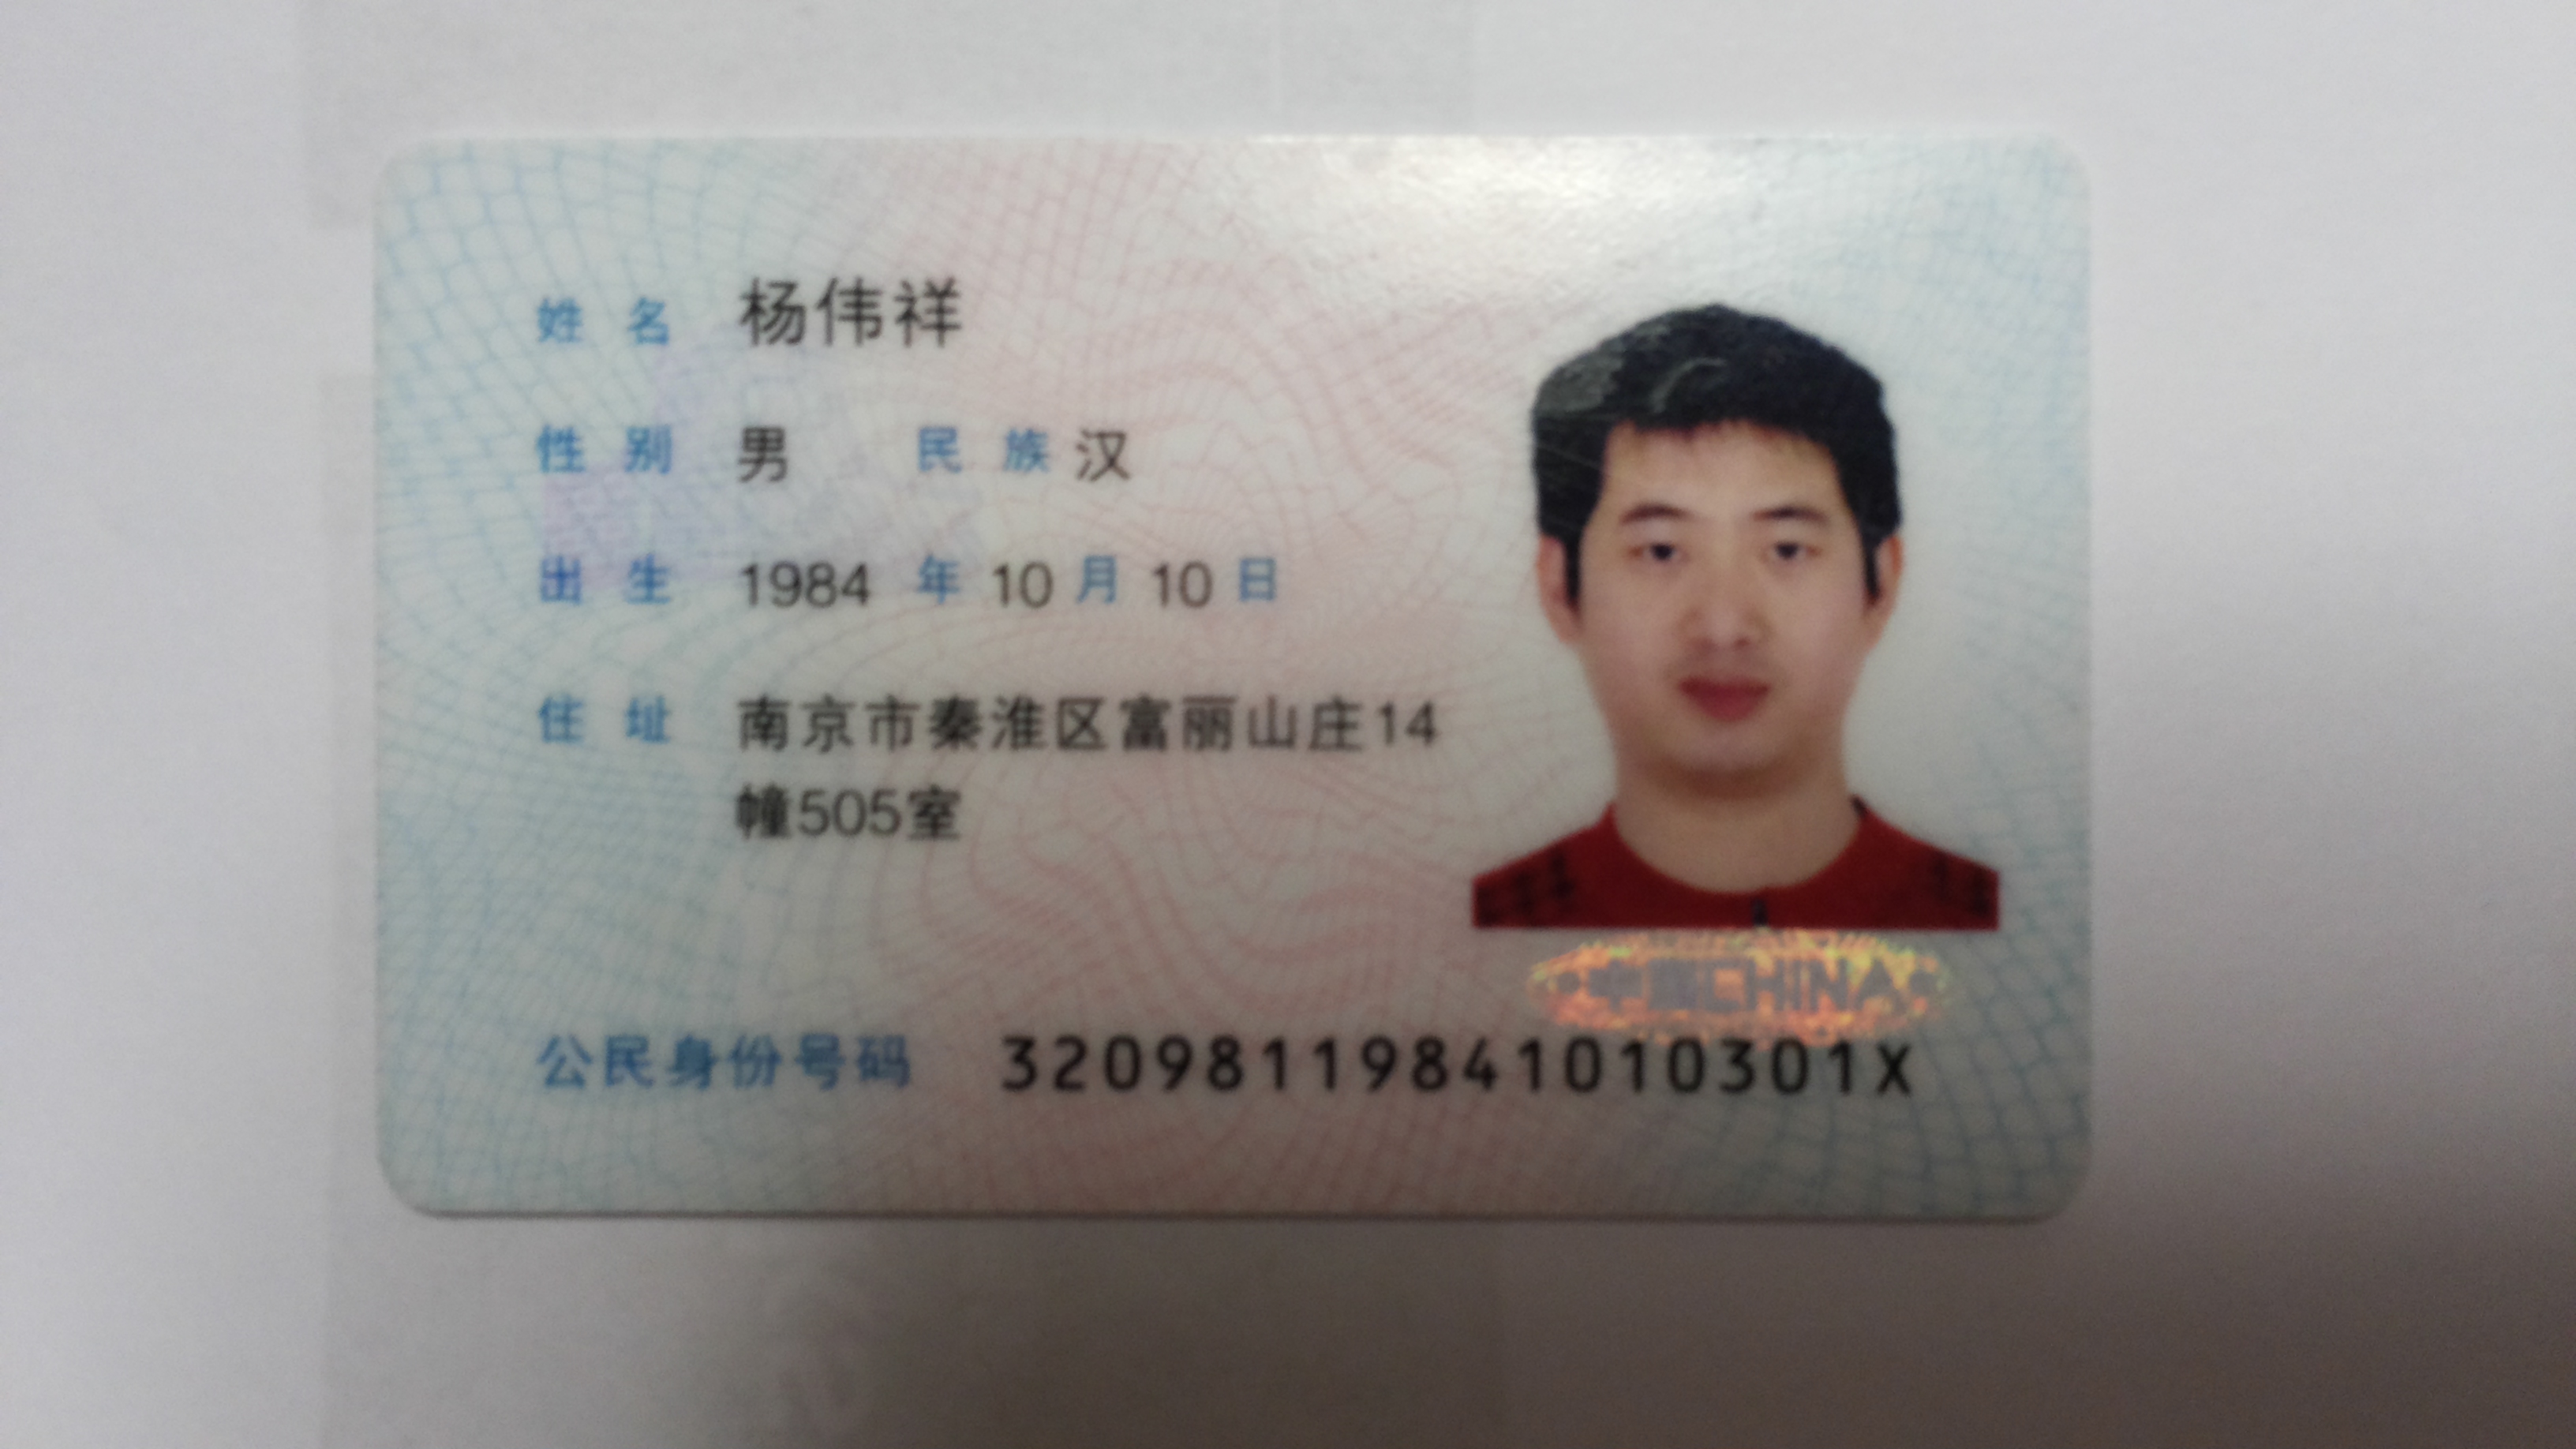 姓名 杨伟祥
性别 男 民族 汉
出生 1984 年 10 月 10 日
住址 南京市秦淮区富丽山庄14
幢505室
中国CHINA
公民身份号码 32098119841010301X